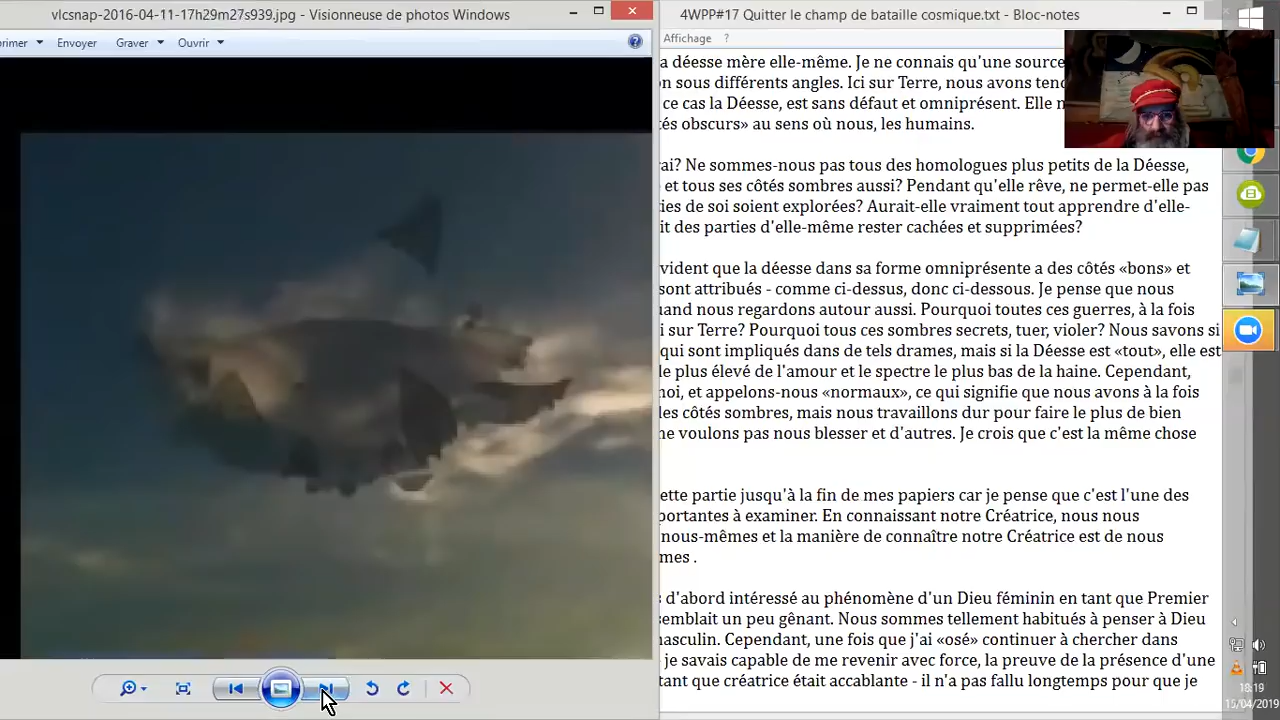 vlcsnap-2016-04-11-17h29m27s939.jpg - Visionneuse de photos Windows
primer Envoyer Graver Ouvrir
4WPP#17 Quitter le champ de bataille cosmique.txt - Bloc-notes
Affichage ?
a déesse mère elle-même. Je ne connais qu'une source
on sous différents angles. Ici sur Terre, nous avons tend
ce cas la Déesse, est sans défaut et omniprésent. Elle n
tés obscurs» au sens où nous, les humains.
rai? Ne sommes-nous pas tous des homologues plus petits de la Déesse,
et tous ses côtés sombres aussi? Pendant qu'elle rêve, ne permet-elle pas
ties de soi soient explorées? Aurait-elle vraiment tout apprendre d'elle-
it des parties d'elle-même rester cachées et supprimées?
vident que la déesse dans sa forme omniprésente a des côtés «bons» et
sont attribués - comme ci-dessus, donc ci-dessous. Je pense que nous
uand nous regardons autour aussi. Pourquoi toutes ces guerres, à la fois
i sur Terre? Pourquoi tous ces sombres secrets, tuer, violer? Nous savons si
qui sont impliqués dans de tels drames, mais si la Déesse est «tout», elle est
le plus élevé de l'amour et le spectre le plus bas de la haine. Cependant,
moi, et appelons-nous «normaux», ce qui signifie que nous avons à la fois
les côtés sombres, mais nous travaillons dur pour faire le plus de bien
ne voulons pas nous blesser et d'autres. Je crois que c'est la même chose
ette partie jusqu'à la fin de mes papiers car je pense que c'est l'une des
portantes à examiner. En connaissant notre Créatrice, nous nous
nous-mêmes et la manière de connaître notre Créatrice est de nous
mes .
s d'abord intéressé au phénomène d'un Dieu féminin en tant que Premier
semblait un peu gênant. Nous sommes tellement habitués à penser à Dieu
masculin. Cependant, une fois que j'ai «osé» continuer à chercher dans
je savais capable de me revenir avec force, la preuve de la présence d'une
tant que créatrice était accablante - il n'a pas fallu longtemps pour que je
18:19
15/04/2019